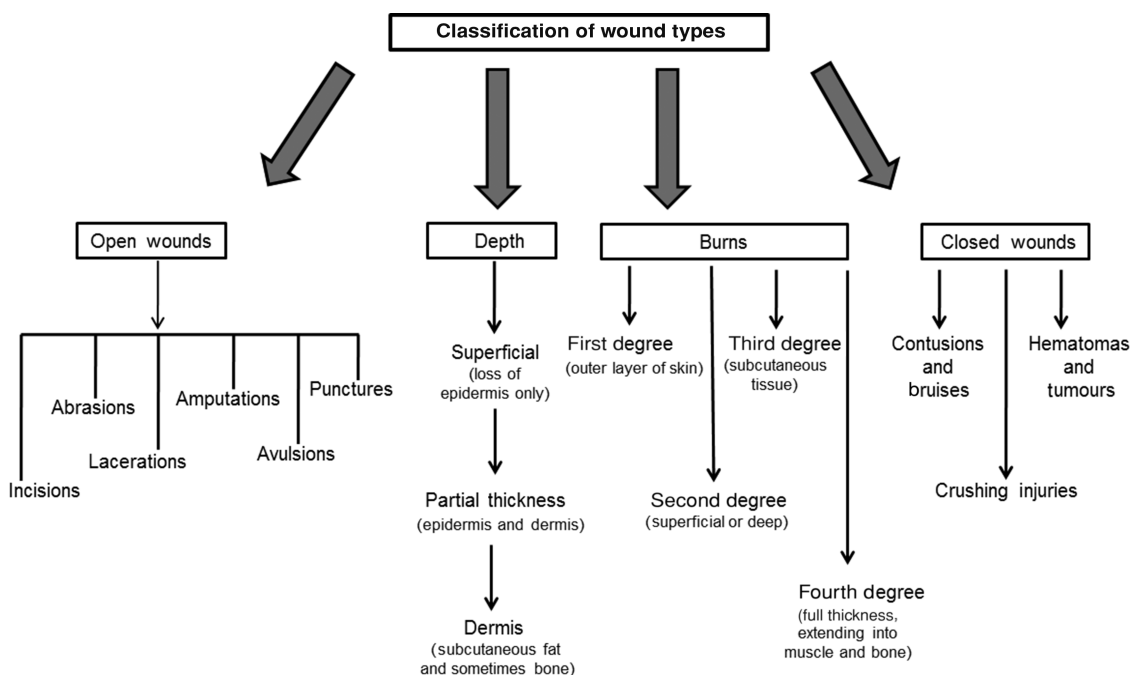 Classification of wound types
Open wounds
Abrasions
Amputations
Punctures
Lacerations
Avulsions
Incisions
Depth
Superficial
(loss of
epidermis only)
Partial thickness
(epidermis and dermis)
Dermis
(subcutaneous fat
and sometimes bone)
Burns
First degree
(outer layer of skin)
Third degree
(subcutaneous
tissue)
Second degree
(superficial or deep)
Fourth degree
(full thickness,
extending into
muscle and bone)
Closed wounds
Contusions
and
bruises
Hematomas
and
tumours
Crushing injuries